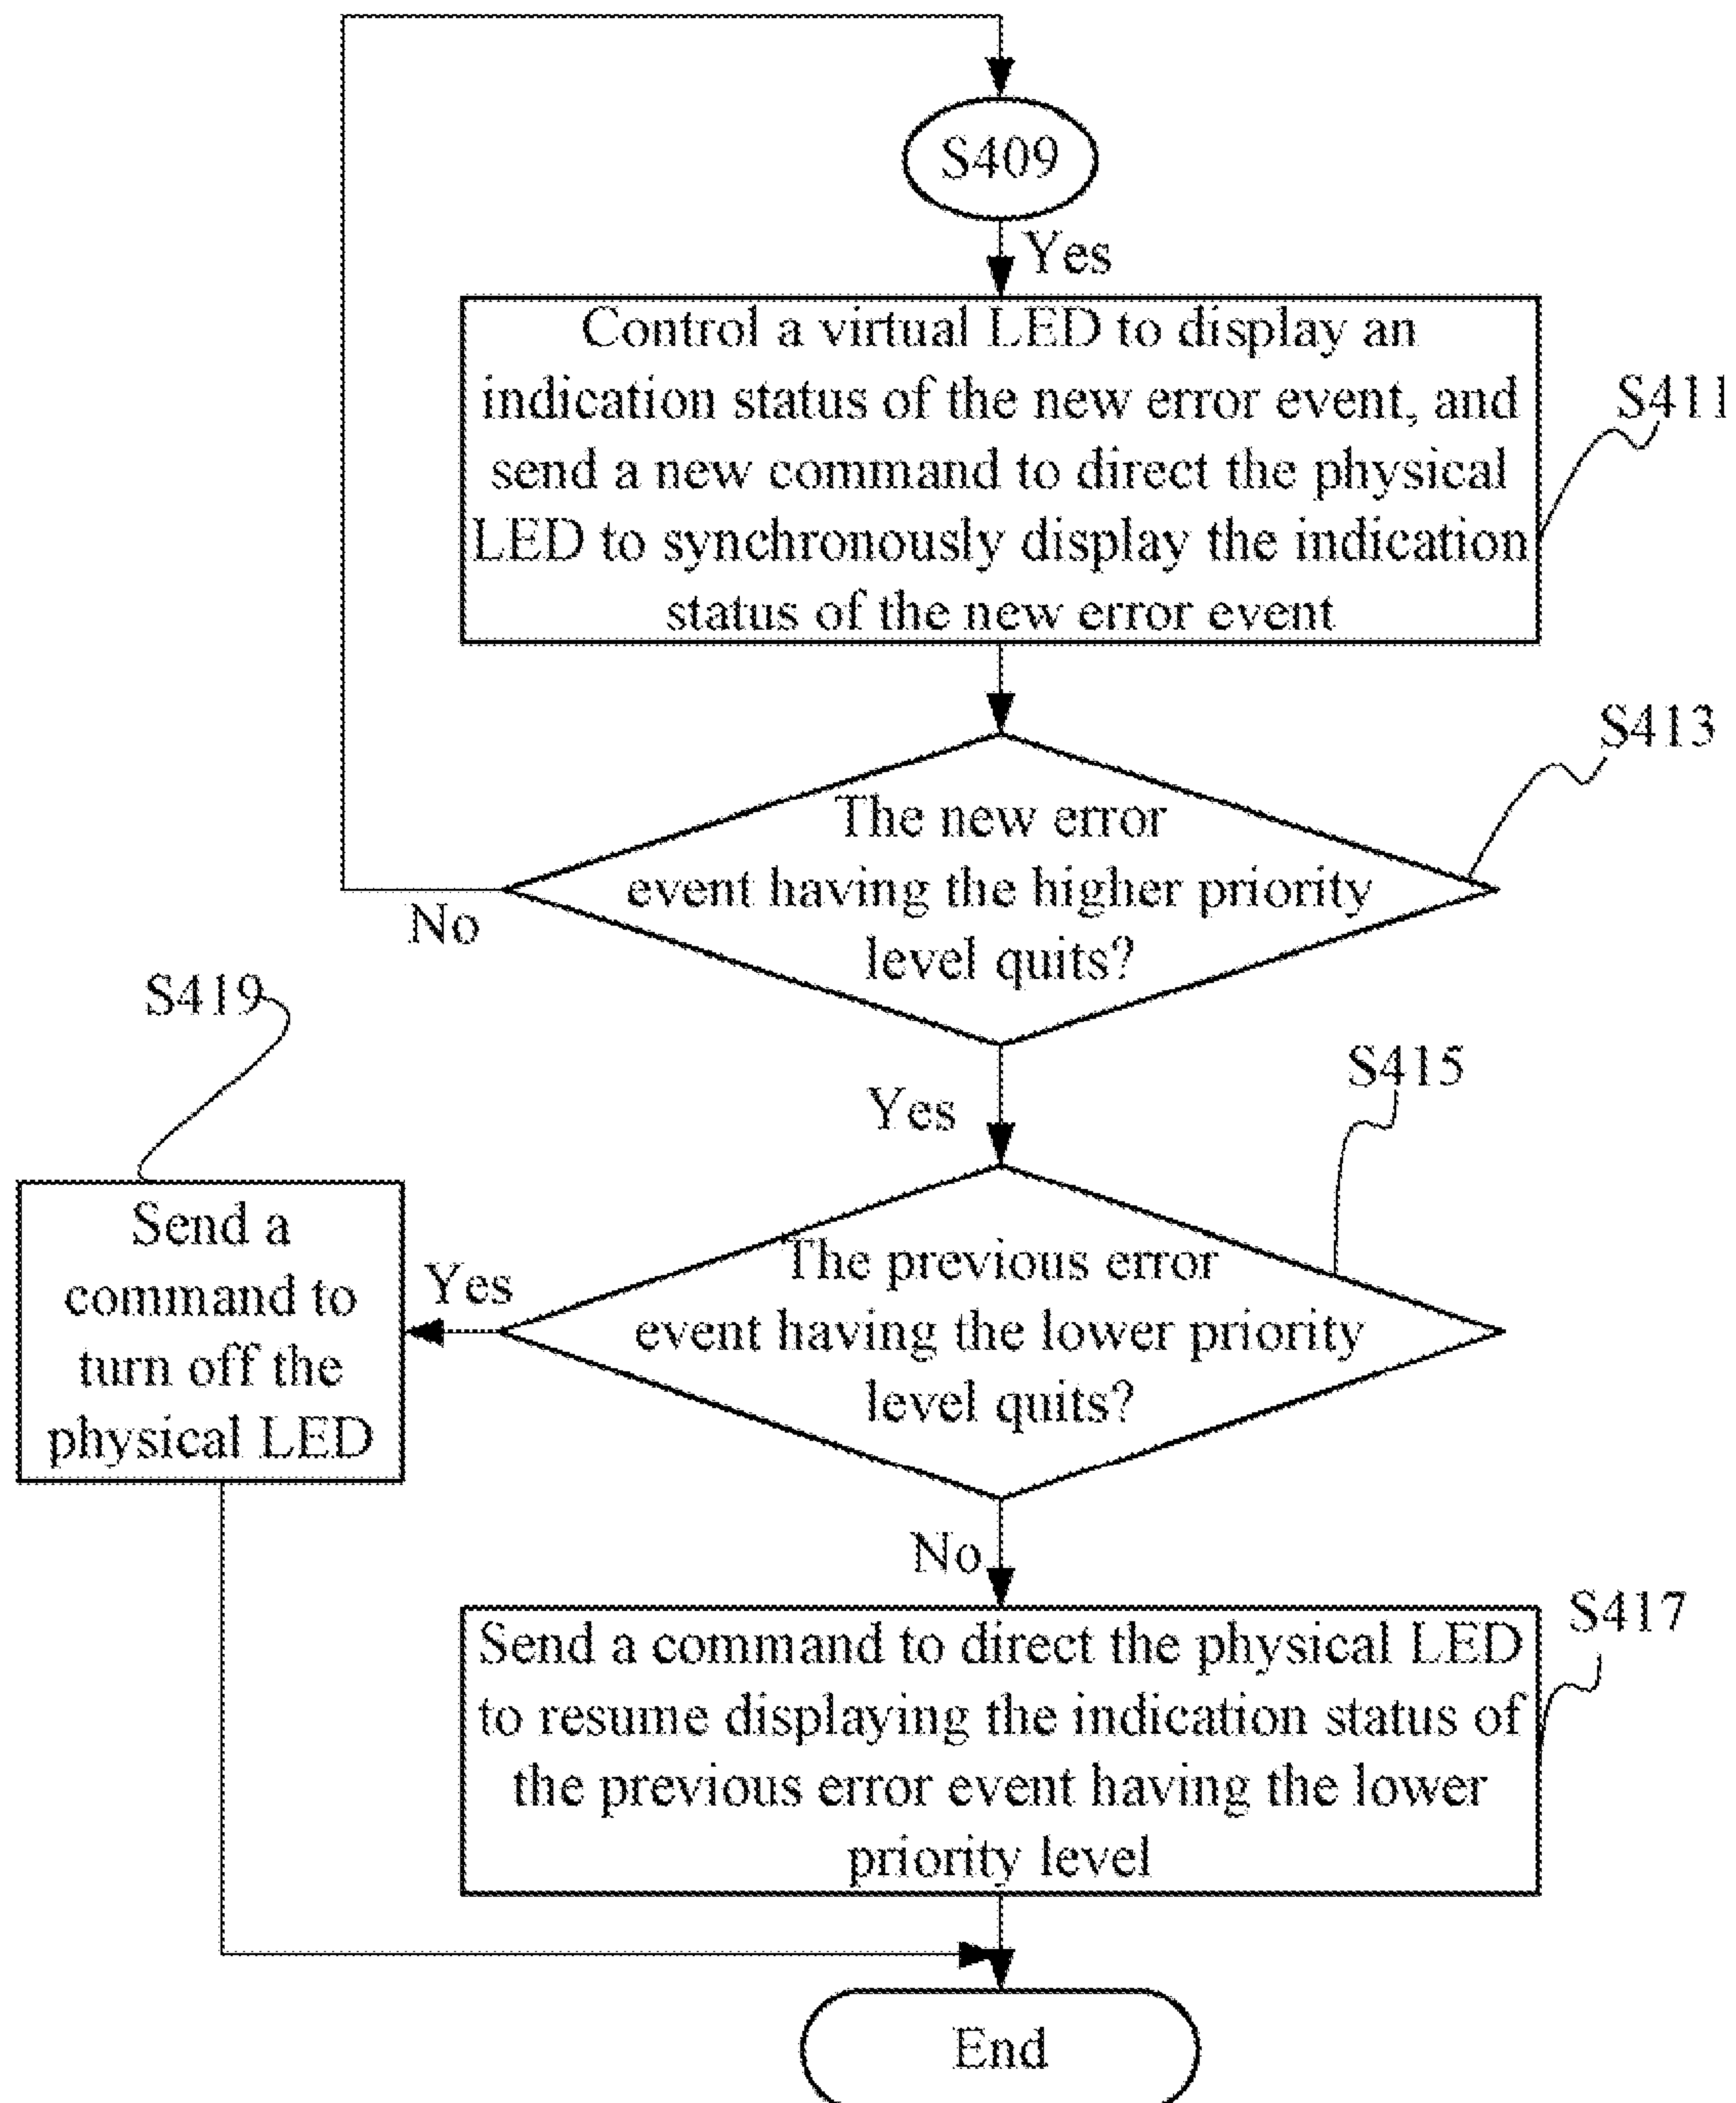 S409
Yes
Control a virtual LED to display an
indication status of the new error event, and
send a new command to direct the physical
LED to synchronously display the indication
status of the new error event
S411
S413
The new error
event having the higher priority
level quits?
No
S419
Yes
S415
Send a
command to
turn off the
physical LED
Yes
The previous error
event having the lower priority
level quits?
No
S417
Send a command to direct the physical LED
to resume displaying the indication status of
the previous error event having the lower
priority level
End